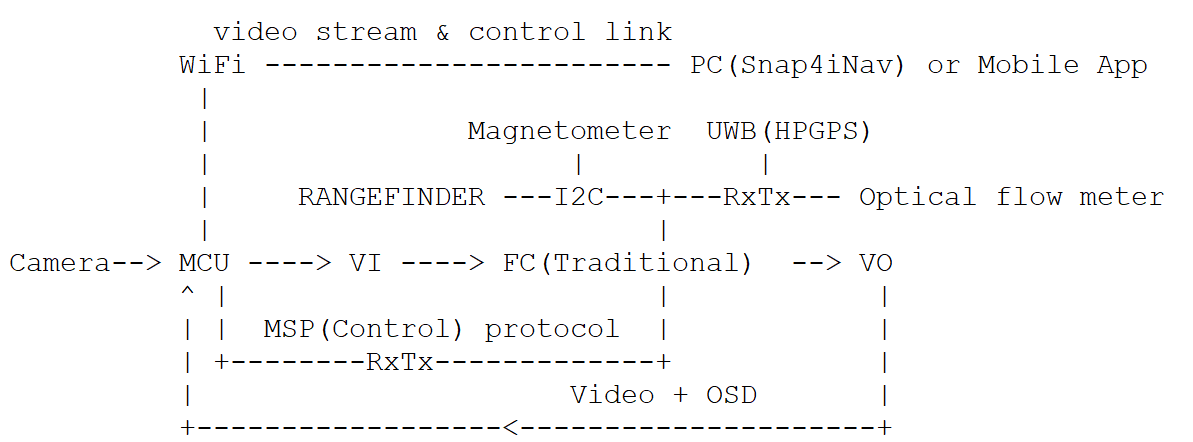 video stream & control link
WiFi ------------------------ PC(Snap4iNav) or Mobile App
|
| Magnetometer UWB(HPGPS)
| | |
| RANGEFINDER ---I2C---+---RxTx--- Optical flow meter
| |
Camera--> MCU ----> VI ----> FC(Traditional) --> VO
^ | | |
| | MSP(Control) protocol | |
| +--------RxTx-------------+ |
| Video + OSD |
+------------------<---------------------+